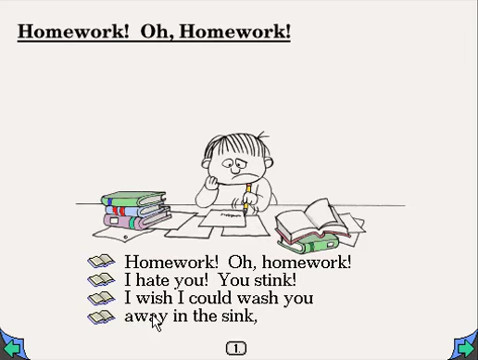 Homework!  Oh, Homework!
Homework!  Oh, homework!
I hate you!  You stink!
I wish I could wash you
away in the sink,
1.